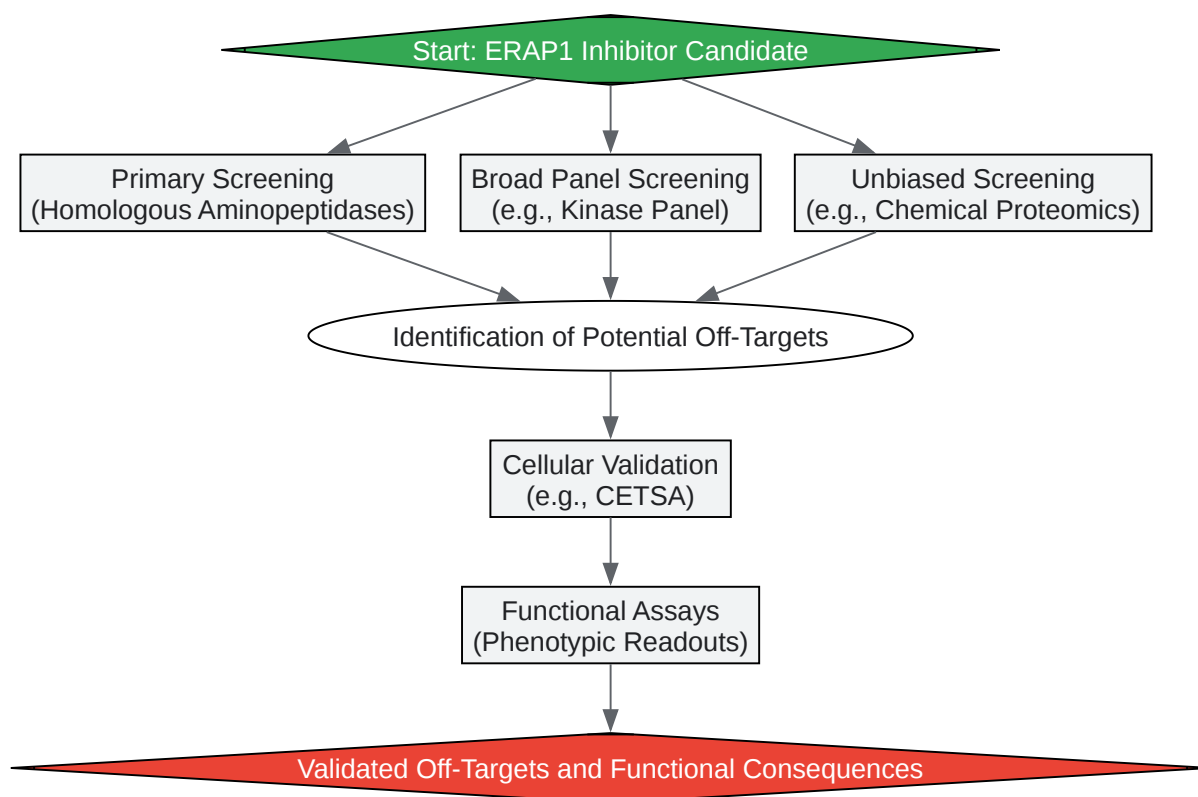 Start: ERAP1 Inhibitor Candidate
Primary Screening
(Homologous Aminopeptidases)
Broad Panel Screening
(e.g., Kinase Panel)
Unbiased Screening
(e.g., Chemical Proteomics)
Identification of Potential Off-Targets
Cellular Validation
(e.g., CETSA)
Functional Assays
(Phenotypic Readouts)
Validated Off-Targets and Functional Consequences